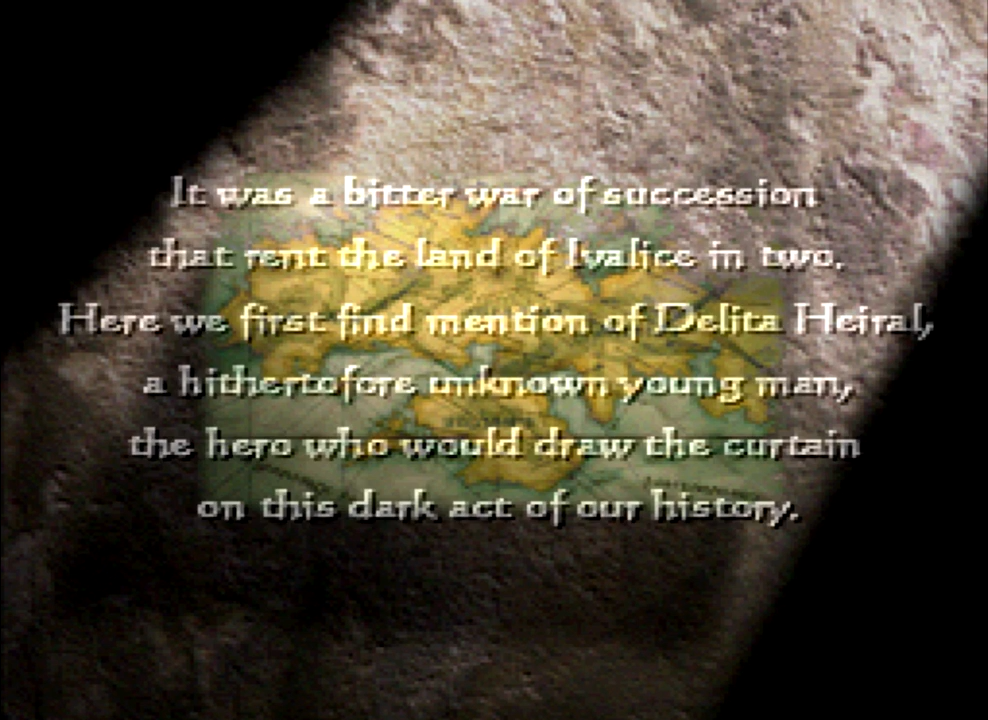 It was a bitter war of succession
that rent the land of Ivalice in two.
Here we first find mention of Delita Heiral,
a hithertofore unknown young man,
the hero who would draw the curtain
on this dark act of our history.